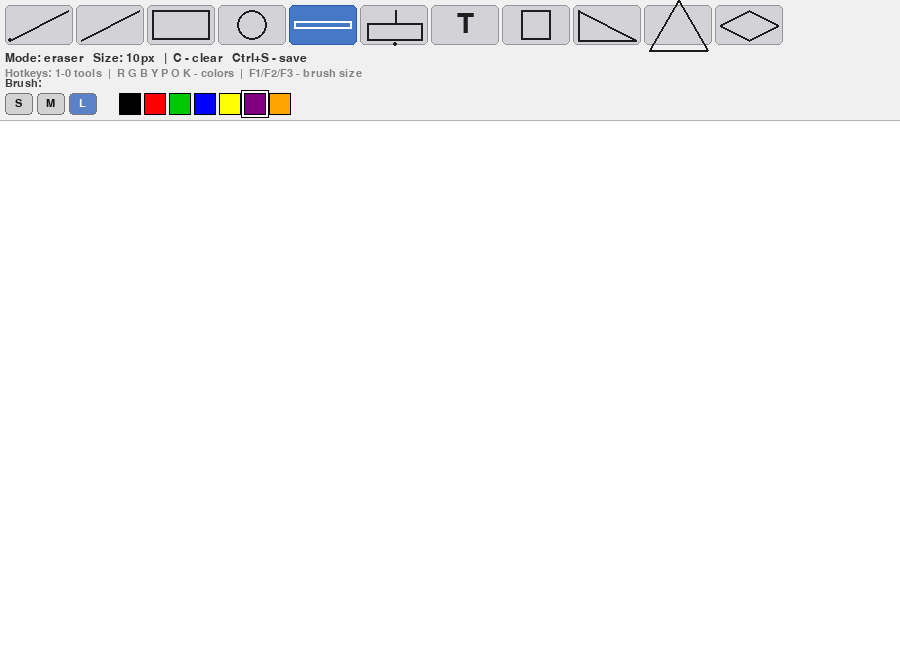 T
Mode: eraser  Size: 10px  | C - clear  Ctrl+S - save
Hotkeys: 1-0 tools | R G B Y P O K - colors | F1/F2/F3 - brush size
Brush:
S M L